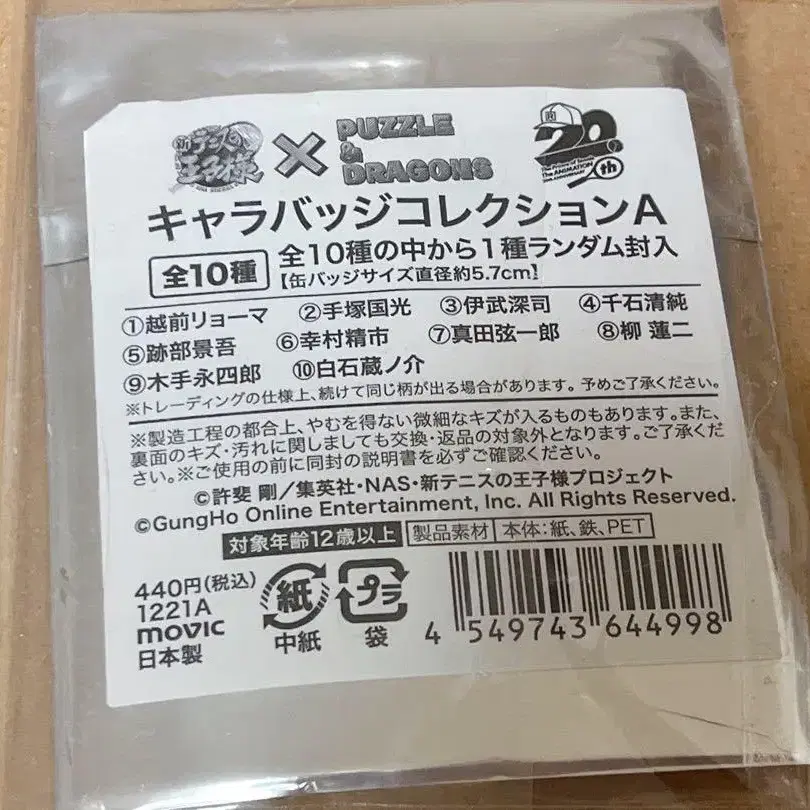 新テニスの王子様 × PUZZLE & DRAGONS 20th
The Prince of Tennis The ANIMATION 20th ANNIVERSARY
キャラバッジコレクションA
全10種 全10種の中から1種ランダム封入
【缶バッジサイズ直径約5.7cm】
①越前リョーマ ②手塚国光 ③伊武深司 ④千石清純
⑤跡部景吾 ⑥幸村精市 ⑦真田弦一郎 ⑧柳 蓮二
⑨木手永四郎 ⑩白石蔵ノ介
※トレーディングの仕様上、続けて同じ柄が出る場合があります。予めご了承ください。
※製造工程の都合上、やむを得ない微細なキズが入るものもあります。また、
裏面のキズ・汚れに関しましても交換・返品の対象外となります。ご了承くだ
さい。※ご使用の前に同封の説明書を必ずご確認ください。
©許斐 剛／集英社・NAS・新テニスの王子様プロジェクト
©GungHo Online Entertainment, Inc. All Rights Reserved.
対象年齢12歳以上 製品素材 本体：紙、鉄、PET
440円（税込）
1221A
movic
日本製
紙
中紙
プラ
袋
4 549743 644998